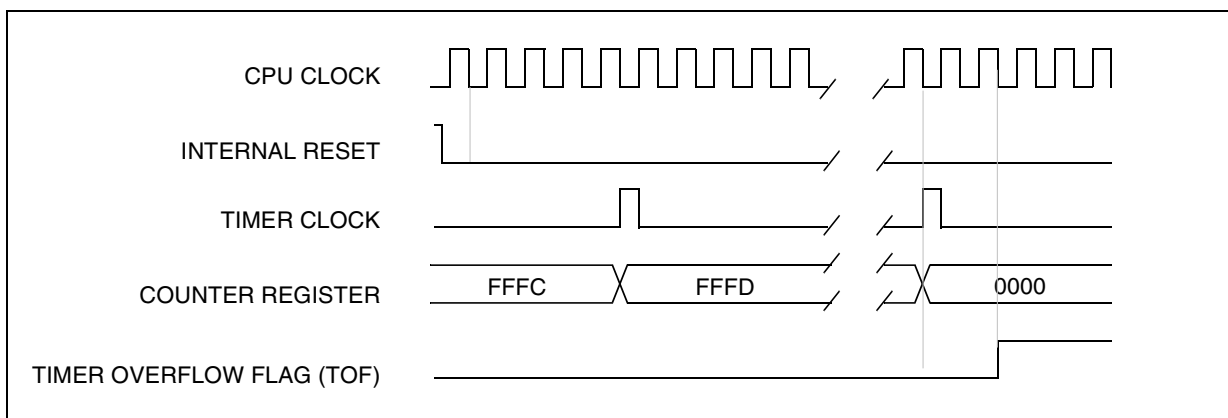 CPU CLOCK
INTERNAL RESET
TIMER CLOCK
COUNTER REGISTER FFFC FFFD 0000
TIMER OVERFLOW FLAG (TOF)